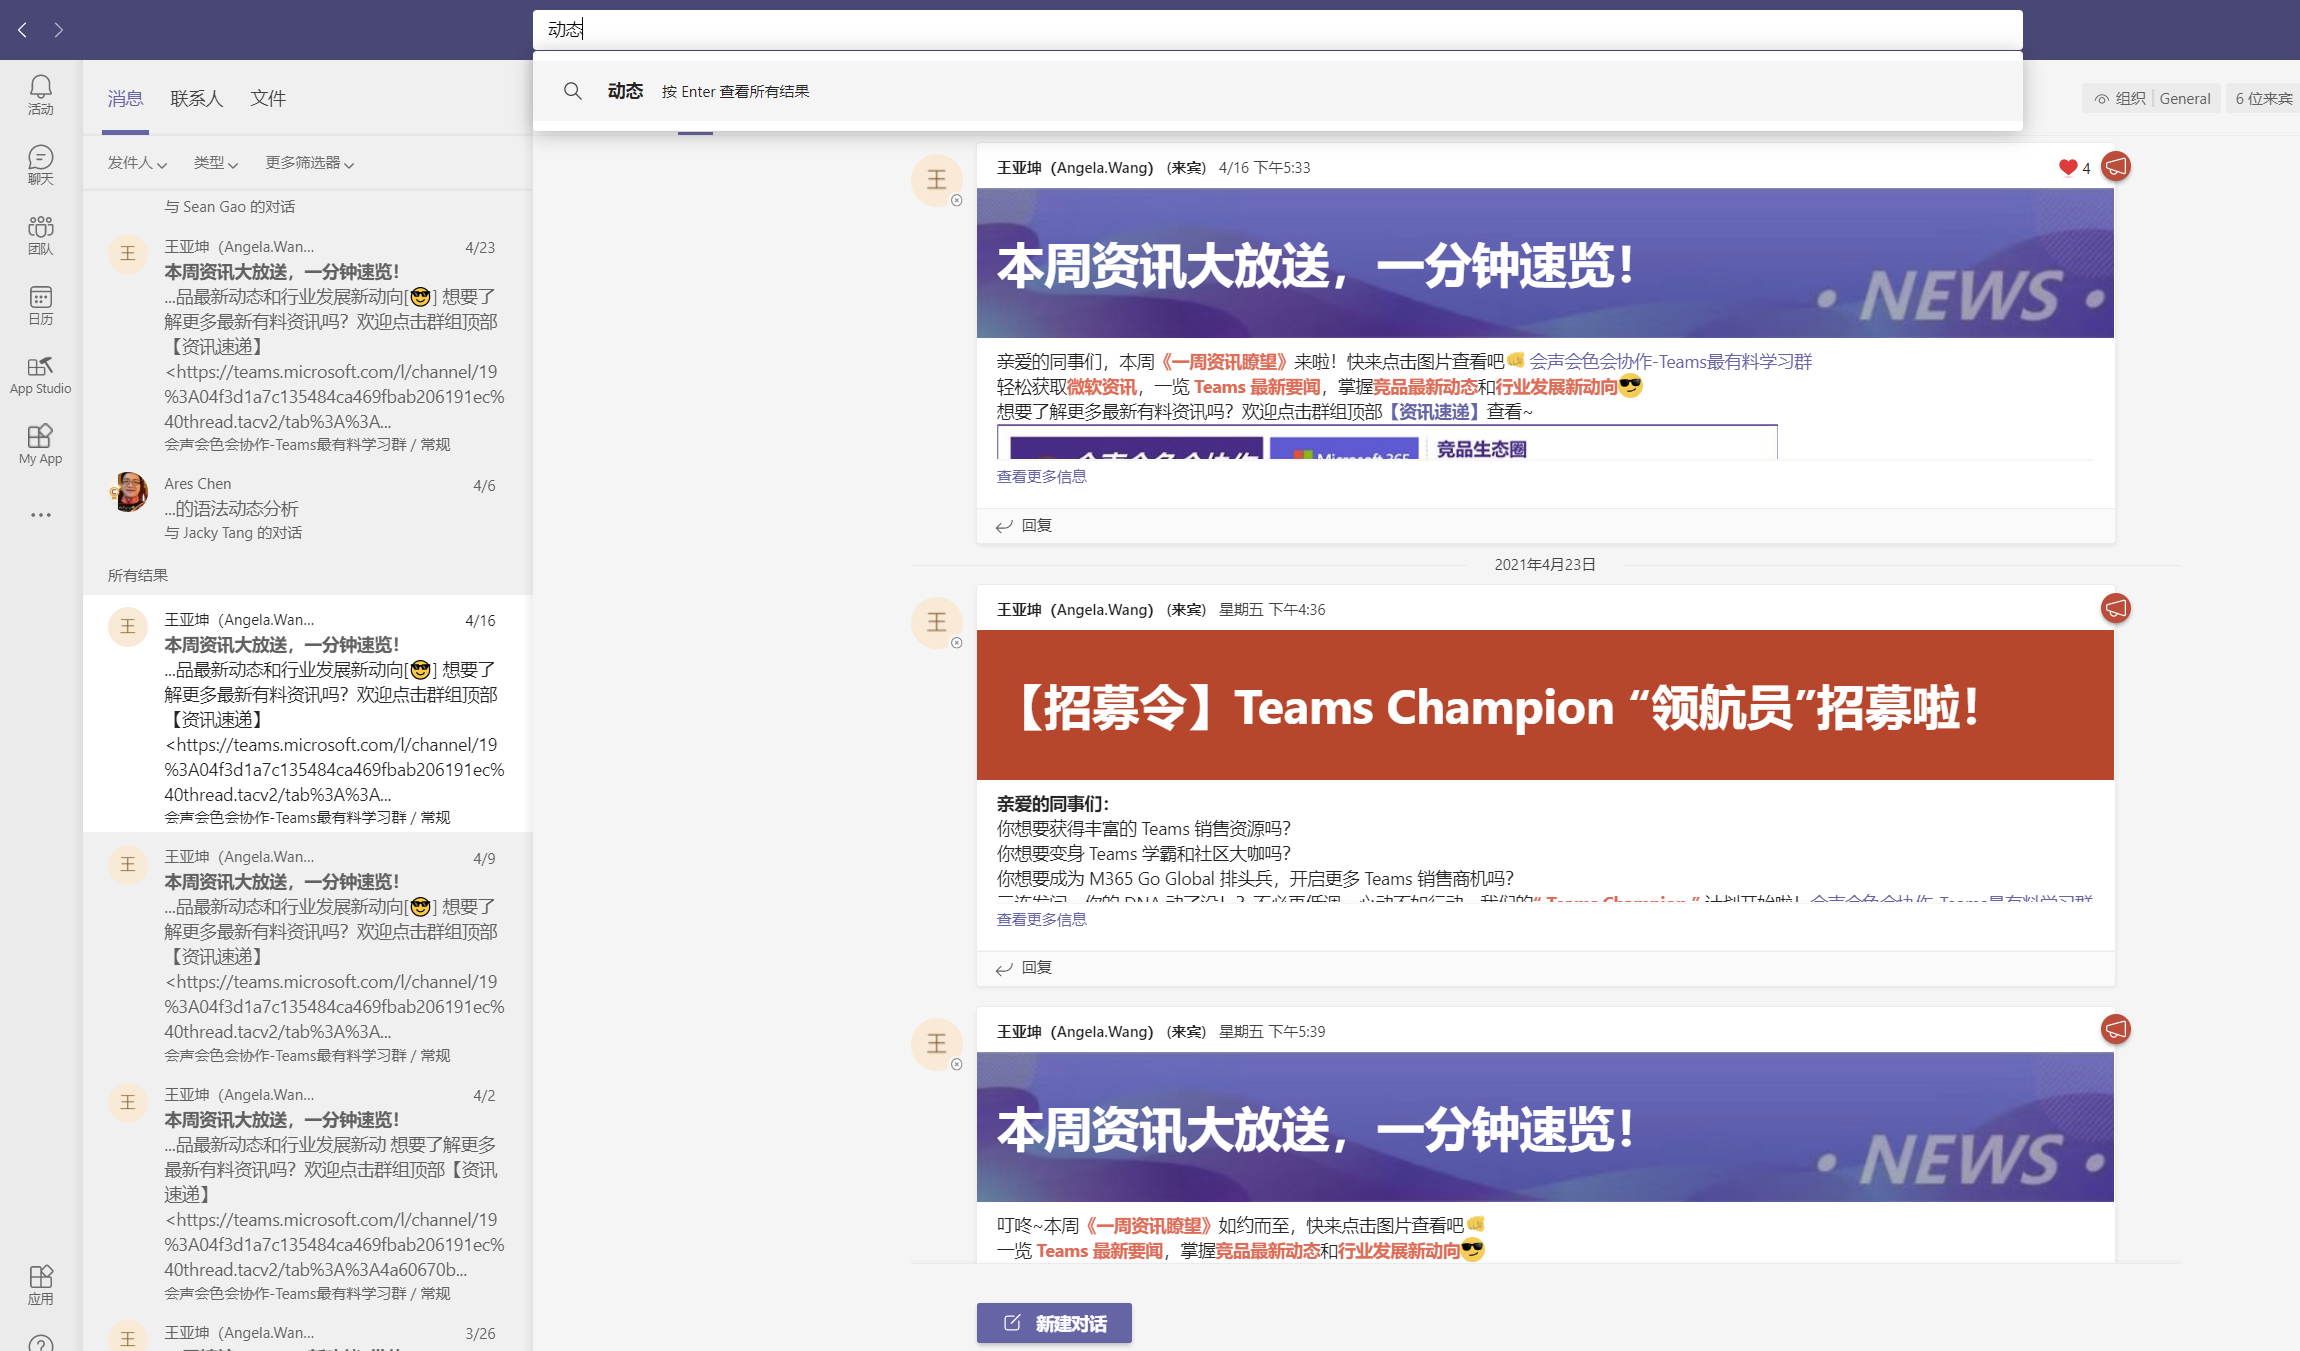 动态
动态 按 Enter 查看所有结果
活动
聊天
团队
日历
App Studio
My App
应用
消息 联系人 文件
发件人 类型 更多筛选器
与 Sean Gao 的对话
王
王亚坤（Angela.Wan... 4/23
本周资讯大放送，一分钟速览！
...品最新动态和行业发展新动向[😎] 想要了
解更多最新有料资讯吗？欢迎点击群组顶部
【资讯速递】
<https://teams.microsoft.com/l/channel/19
%3A04f3d1a7c135484ca469fbab206191ec%
40thread.tacv2/tab%3A%3A...
会声会色会协作-Teams最有料学习群 / 常规
Ares Chen 4/6
...的语法动态分析
与 Jacky Tang 的对话
所有结果
王
王亚坤（Angela.Wan... 4/16
本周资讯大放送，一分钟速览！
...品最新动态和行业发展新动向[😎] 想要了
解更多最新有料资讯吗？欢迎点击群组顶部
【资讯速递】
<https://teams.microsoft.com/l/channel/19
%3A04f3d1a7c135484ca469fbab206191ec%
40thread.tacv2/tab%3A%3A...
会声会色会协作-Teams最有料学习群 / 常规
王
王亚坤（Angela.Wan... 4/9
本周资讯大放送，一分钟速览！
...品最新动态和行业发展新动向[😎] 想要了
解更多最新有料资讯吗？欢迎点击群组顶部
【资讯速递】
<https://teams.microsoft.com/l/channel/19
%3A04f3d1a7c135484ca469fbab206191ec%
40thread.tacv2/tab%3A%3A...
会声会色会协作-Teams最有料学习群 / 常规
王
王亚坤（Angela.Wan... 4/2
本周资讯大放送，一分钟速览！
...品最新动态和行业发展新动 想要了解更多
最新有料资讯吗？欢迎点击群组顶部【资讯
速递】
<https://teams.microsoft.com/l/channel/19
%3A04f3d1a7c135484ca469fbab206191ec%
40thread.tacv2/tab%3A%3A4a60670b...
会声会色会协作-Teams最有料学习群 / 常规
王
王亚坤（Angela.Wan... 3/26
组织 General 6 位来宾
王
王亚坤（Angela.Wang）（来宾） 4/16 下午5:33 4
本周资讯大放送，一分钟速览！
• NEWS •
亲爱的同事们，本周《一周资讯瞭望》来啦！快来点击图片查看吧👊 会声会色会协作-Teams最有料学习群
轻松获取微软资讯，一览 Teams 最新要闻，掌握竞品最新动态和行业发展新动向😎
想要了解更多最新有料资讯吗？欢迎点击群组顶部【资讯速递】查看~
Microsoft 365 竞品生态圈
查看更多信息
回复
2021年4月23日
王
王亚坤（Angela.Wang）（来宾） 星期五 下午4:36
【招募令】Teams Champion “领航员”招募啦！
亲爱的同事们：
你想要获得丰富的 Teams 销售资源吗？
你想要变身 Teams 学霸和社区大咖吗？
你想要成为 M365 Go Global 排头兵，开启更多 Teams 销售商机吗？
查看更多信息
回复
王
王亚坤（Angela.Wang）（来宾） 星期五 下午5:39
本周资讯大放送，一分钟速览！
• NEWS •
叮咚~本周《一周资讯瞭望》如约而至，快来点击图片查看吧👊
一览 Teams 最新要闻，掌握竞品最新动态和行业发展新动向😎
新建对话